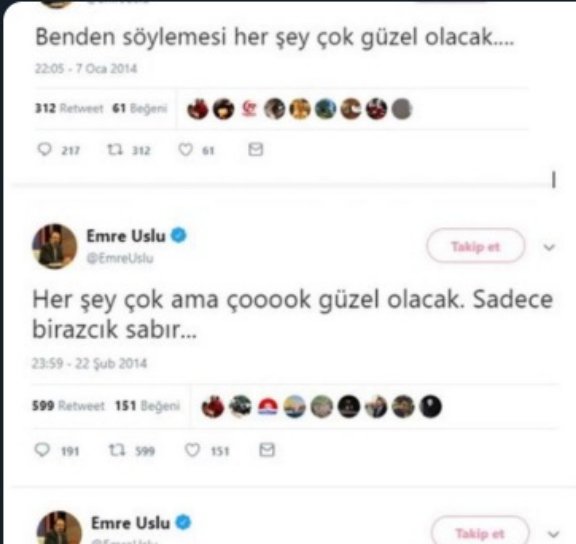 Benden söylemesi her şey çok güzel olacak....
22:05 - 7 Oca 2014
312 Retweet 61 Beğeni
217 312 61
Emre Uslu
@EmreUslu
Takip et
Her şey çok ama çooook güzel olacak. Sadece
birazcık sabır...
23:59 - 22 Şub 2014
599 Retweet 151 Beğeni
191 599 151
Emre Uslu
@EmreUslu
Takip et